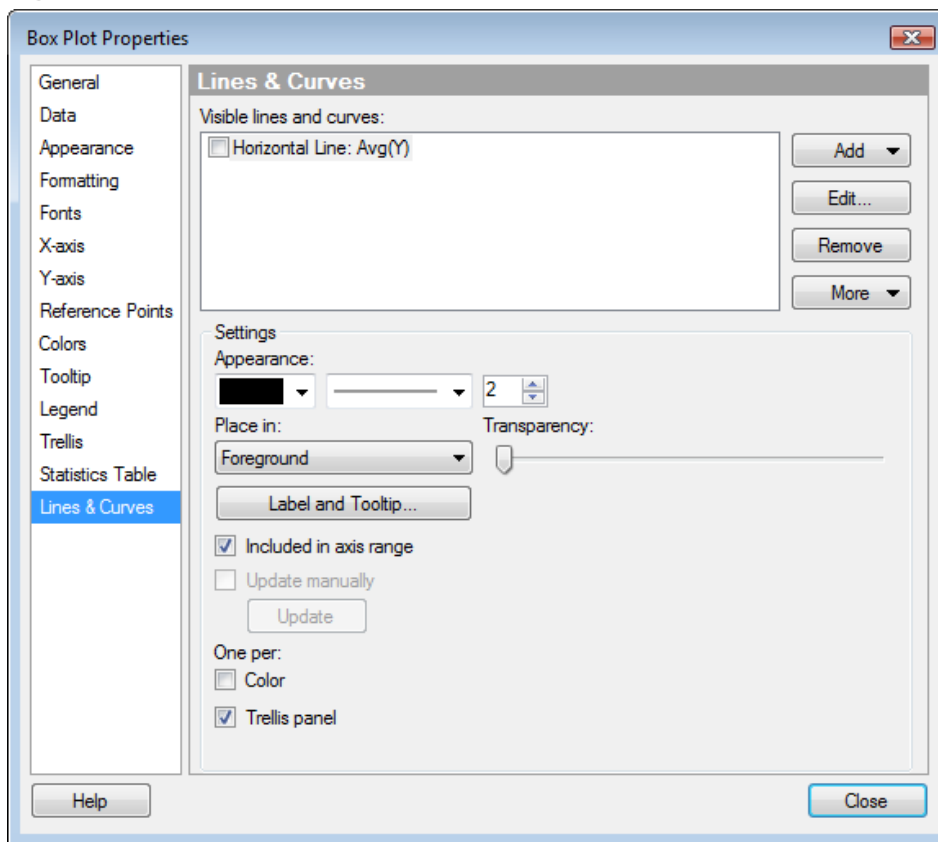 Box Plot Properties
General
Data
Appearance
Formatting
Fonts
X-axis
Y-axis
Reference Points
Colors
Tooltip
Legend
Trellis
Statistics Table
Lines & Curves
Lines & Curves
Visible lines and curves:
Horizontal Line: Avg(Y)
Add
Edit...
Remove
More
Settings
Appearance:
2
Place in:
Transparency:
Foreground
Label and Tooltip...
Included in axis range
Update manually
Update
One per:
Color
Trellis panel
Help
Close